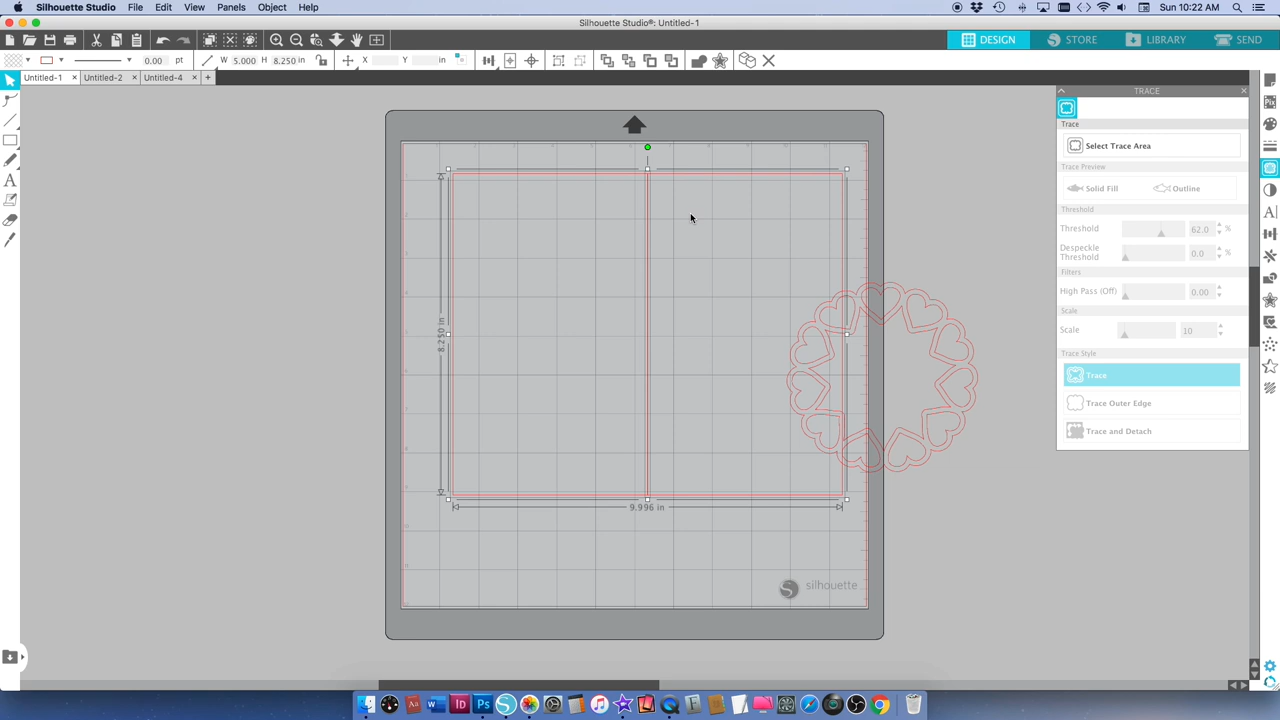 Silhouette Studio File Edit View Panels Object Help Sun 10:22 AM
Silhouette Studio®: Untitled-1
DESIGN STORE LIBRARY SEND
0.00 pt W 5.000 H 8.250 in X Y in
Untitled-1 Untitled-2 Untitled-4
TRACE
Trace
Select Trace Area
Trace Preview
Solid Fill Outline
Threshold
Threshold 62.0 %
Despeckle
Threshold 0.0 %
Filters
High Pass (Off) 0.00
Scale
Scale 10
Trace Style
Trace
Trace Outer Edge
Trace and Detach
8.250 in
9.996 in
silhouette